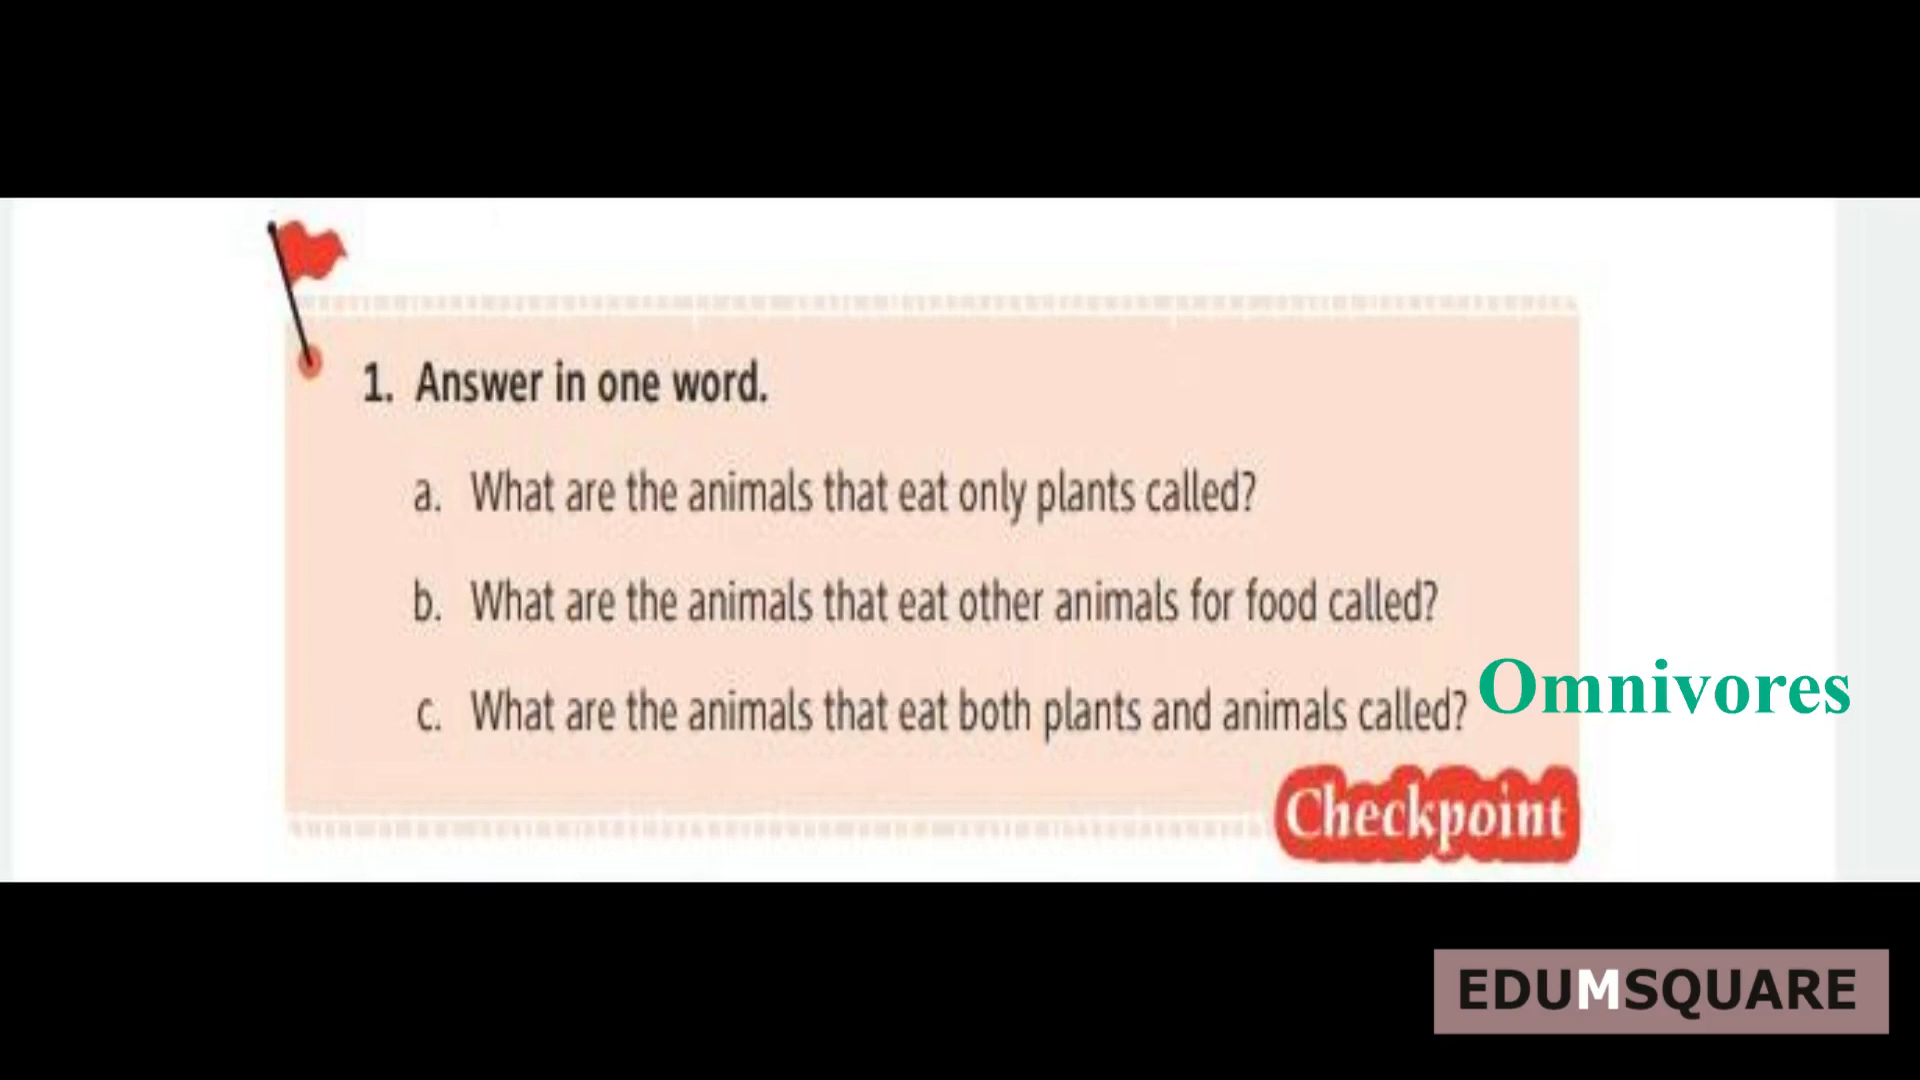 1. Answer in one word.
a. What are the animals that eat only plants called?
b. What are the animals that eat other animals for food called?
c. What are the animals that eat both plants and animals called? Omnivores
Checkpoint
EDUMSQUARE